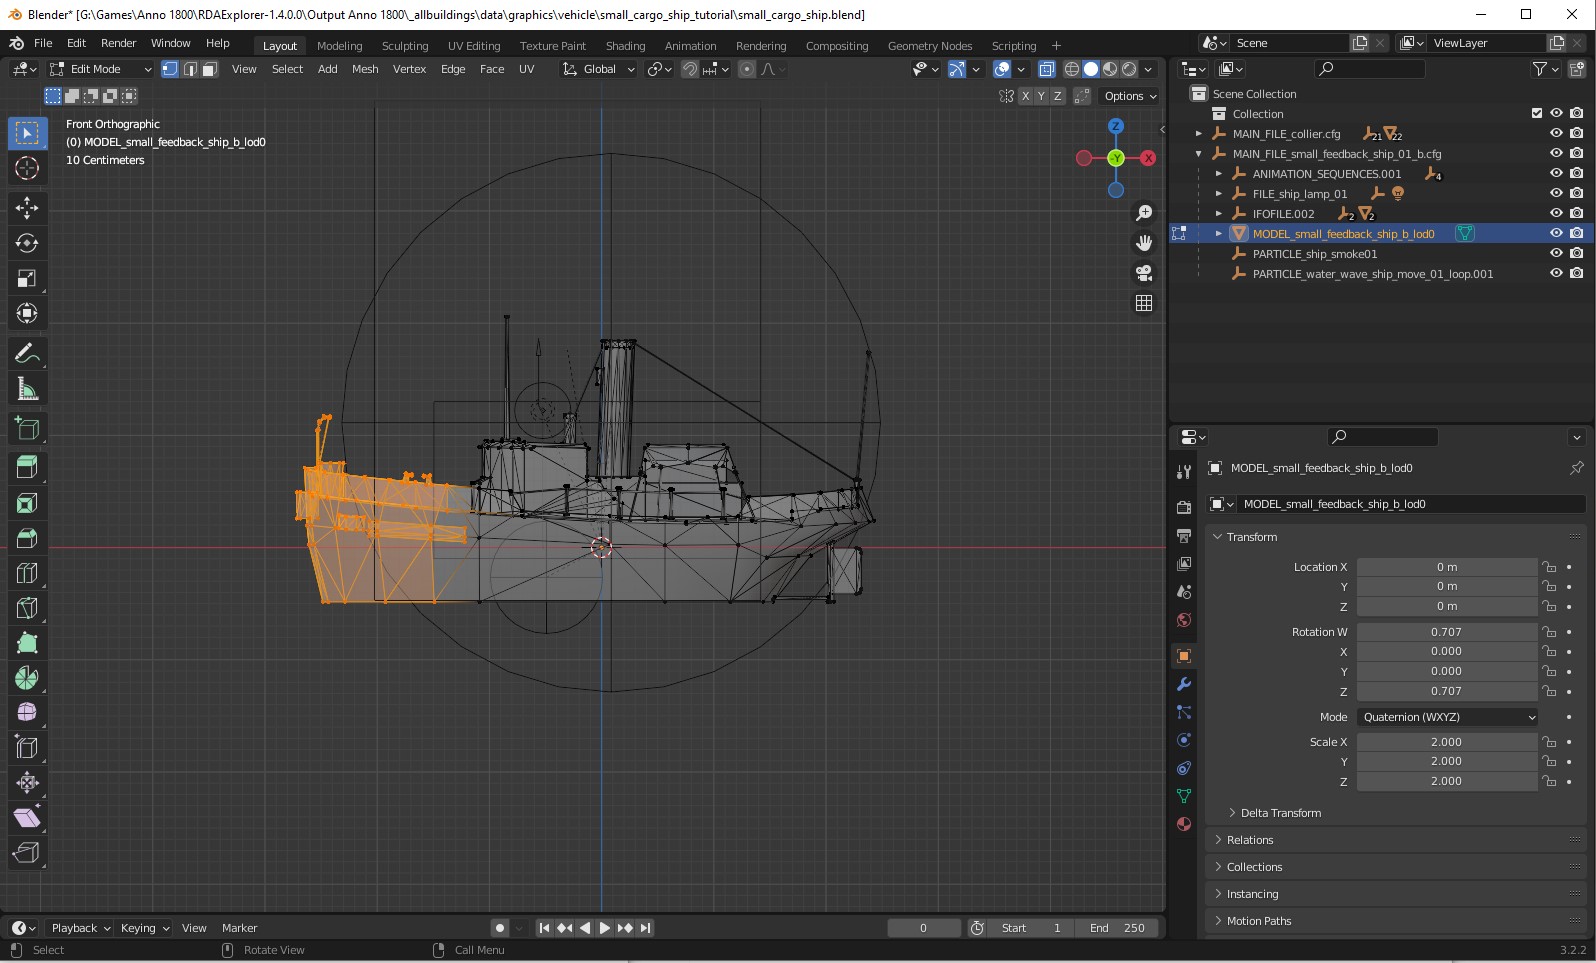 Blender* [G:\Games\Anno 1800\RDAExplorer-1.4.0.0\Output Anno 1800\_allbuildings\data\graphics\vehicle\small_cargo_ship_tutorial\small_cargo_ship.blend]
File Edit Render Window Help Layout Modeling Sculpting UV Editing Texture Paint Shading Animation Rendering Compositing Geometry Nodes Scripting + Scene ViewLayer
Edit Mode View Select Add Mesh Vertex Edge Face UV Global
X Y Z Options
Front Orthographic
(0) MODEL_small_feedback_ship_b_lod0
10 Centimeters
Z
-Y X
Scene Collection
Collection
MAIN_FILE_collier.cfg 21 22
MAIN_FILE_small_feedback_ship_01_b.cfg
ANIMATION_SEQUENCES.001 4
FILE_ship_lamp_01
IFOFILE.002 2 2
MODEL_small_feedback_ship_b_lod0
PARTICLE_ship_smoke01
PARTICLE_water_wave_ship_move_01_loop.001
MODEL_small_feedback_ship_b_lod0
MODEL_small_feedback_ship_b_lod0
Transform
Location X 0 m
Y 0 m
Z 0 m
Rotation W 0.707
X 0.000
Y 0.000
Z 0.707
Mode Quaternion (WXYZ)
Scale X 2.000
Y 2.000
Z 2.000
Delta Transform
Relations
Collections
Instancing
Motion Paths
Playback Keying View Marker 0 Start 1 End 250
Select Rotate View Call Menu 3.2.2